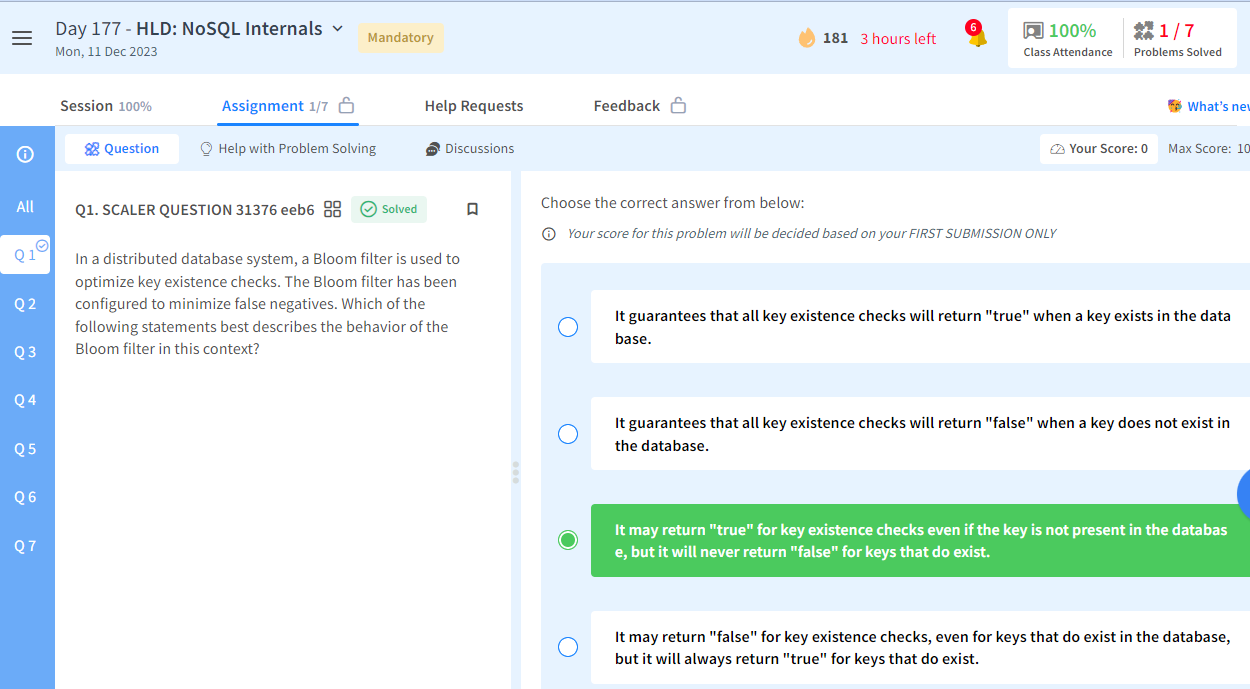 Day 177 - HLD: NoSQL Internals
Mon, 11 Dec 2023
Mandatory
181
3 hours left
6
100%
Class Attendance
1 / 7
Problems Solved
Session 100%
Assignment 1/7
Help Requests
Feedback
What's new
Question
Help with Problem Solving
Discussions
Your Score: 0
Max Score: 10
All
Q 1
Q 2
Q 3
Q 4
Q 5
Q 6
Q 7
Q1. SCALER QUESTION 31376 eeb6
Solved
In a distributed database system, a Bloom filter is used to
optimize key existence checks. The Bloom filter has been
configured to minimize false negatives. Which of the
following statements best describes the behavior of the
Bloom filter in this context?
Choose the correct answer from below:
Your score for this problem will be decided based on your FIRST SUBMISSION ONLY
It guarantees that all key existence checks will return "true" when a key exists in the data
base.
It guarantees that all key existence checks will return "false" when a key does not exist in
the database.
It may return "true" for key existence checks even if the key is not present in the databas
e, but it will never return "false" for keys that do exist.
It may return "false" for key existence checks, even for keys that do exist in the database,
but it will always return "true" for keys that do exist.